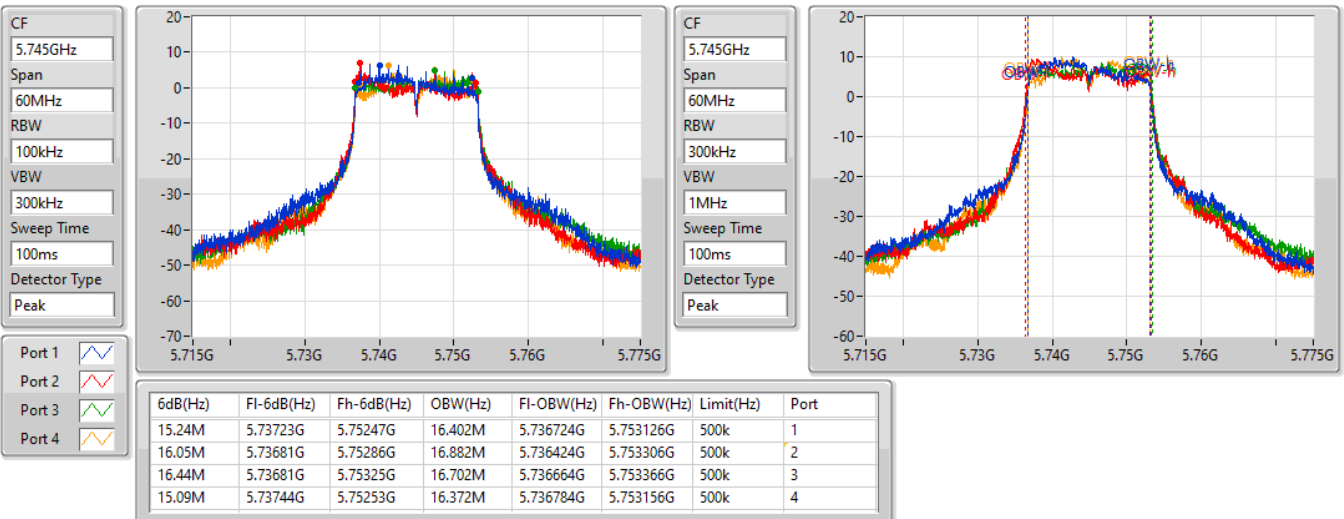 CF
5.745GHz
Span
60MHz
RBW
100kHz
VBW
300kHz
Sweep Time
100ms
Detector Type
Peak
Port 1
Port 2
Port 3
Port 4
20
10
0
-10
-20
-30
-40
-50
-60
-70
5.715G 5.73G 5.74G 5.75G 5.76G 5.775G
CF
5.745GHz
Span
60MHz
RBW
300kHz
VBW
1MHz
Sweep Time
100ms
Detector Type
Peak
20
10
0
-10
-20
-30
-40
-50
-60
5.715G 5.73G 5.74G 5.75G 5.76G 5.775G
OBW-h
6dB(Hz) Fl-6dB(Hz) Fh-6dB(Hz) OBW(Hz) Fl-OBW(Hz) Fh-OBW(Hz) Limit(Hz) Port
15.24M 5.73723G 5.75247G 16.402M 5.736724G 5.753126G 500k 1
16.05M 5.73681G 5.75286G 16.882M 5.736424G 5.753306G 500k 2
16.44M 5.73681G 5.75325G 16.702M 5.736664G 5.753366G 500k 3
15.09M 5.73744G 5.75253G 16.372M 5.736784G 5.753156G 500k 4